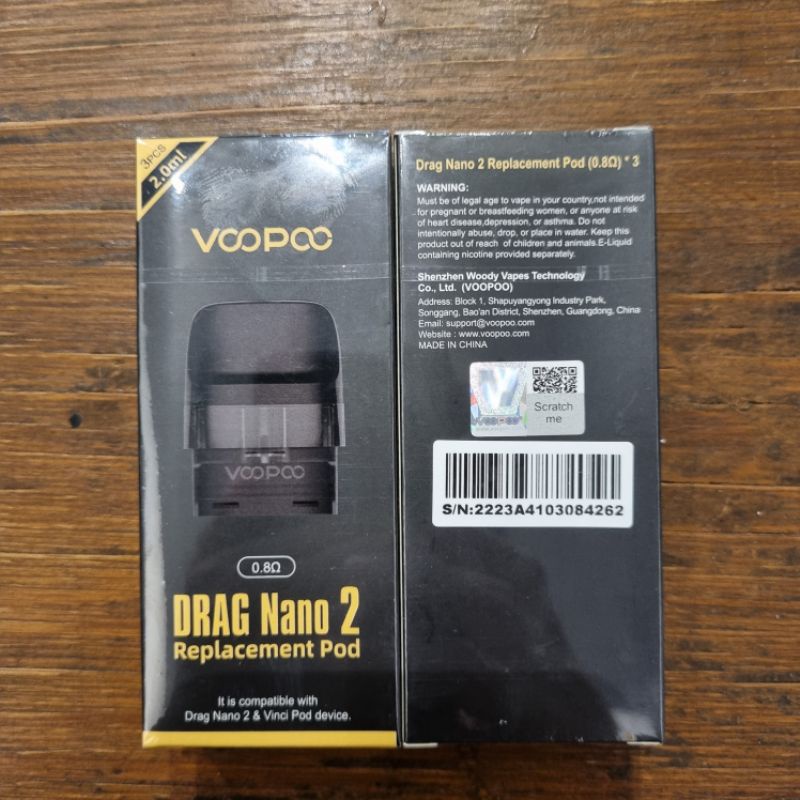 3PCS
2.0ml
VOOPOO
VOOPOO
0.8Ω
DRAG Nano 2
Replacement Pod
It is compatible with
Drag Nano 2 & Vinci Pod device.
Drag Nano 2 Replacement Pod (0.8Ω) * 3
WARNING:
Must be of legal age to vape in your country,not intended
for pregnant or breastfeeding women, or anyone at risk
of heart disease,depression, or asthma. Do not
intentionally abuse, drop, or place in water. Keep this
product out of reach of children and animals.E-Liquid
containing nicotine provided separately.
Shenzhen Woody Vapes Technology
Co., Ltd. (VOOPOO)
Address: Block 1, Shapuyangyong Industry Park,
Songgang, Bao'an District, Shenzhen, Guangdong, China
Email: support@voopoo.com
Website : www.voopoo.com
MADE IN CHINA
VOOPOO
Scratch
me
S/N:2223A4103084262